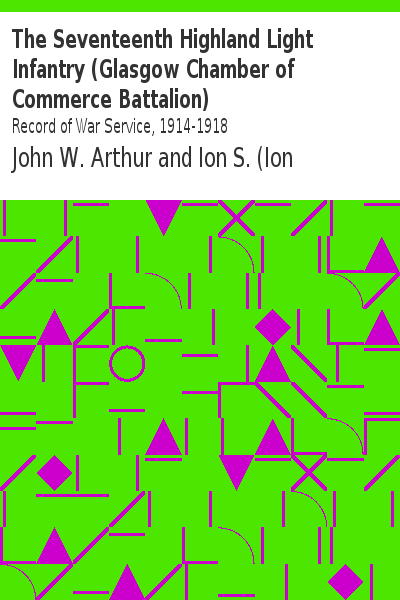 The Seventeenth Highland Light
Infantry (Glasgow Chamber of
Commerce Battalion)
Record of War Service, 1914-1918
John W. Arthur and Ion S. (Ion